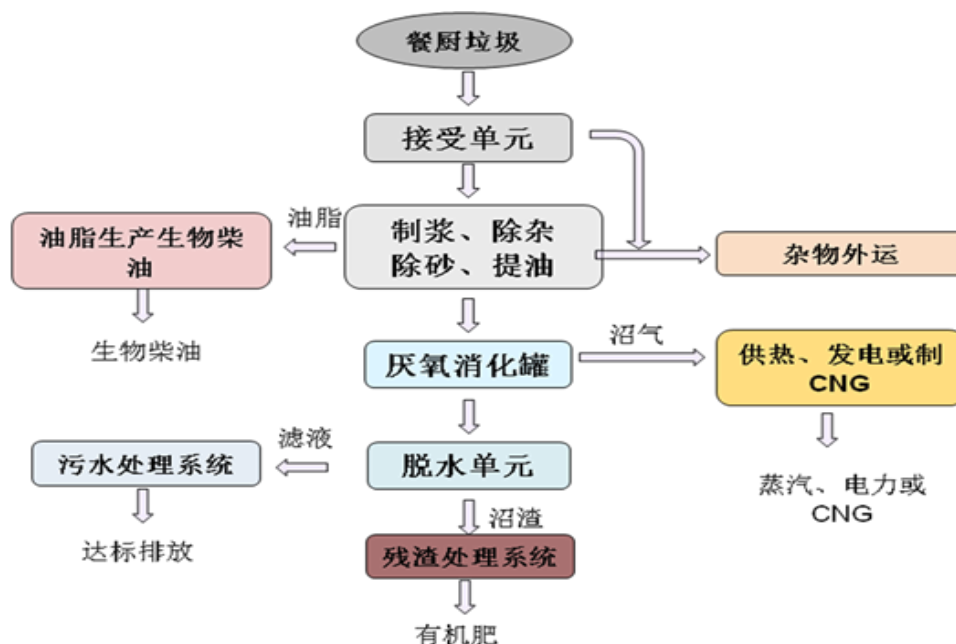 餐厨垃圾
接受单元
油脂
油脂生产生物柴
油
制浆、除杂
除砂、提油
杂物外运
生物柴油
沼气
厌氧消化罐
供热、发电或制
CNG
滤液
污水处理系统
脱水单元
蒸汽、电力或
CNG
沼渣
达标排放
残渣处理系统
有机肥